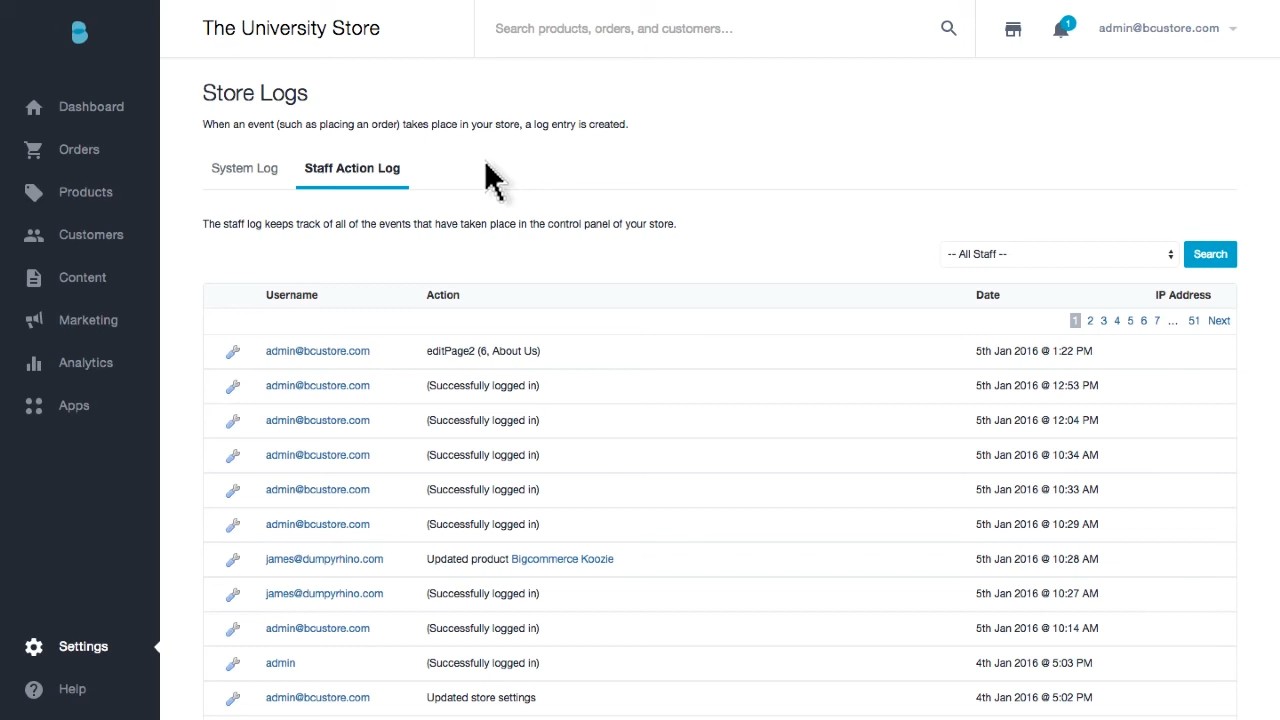 The University Store
Search products, orders, and customers...
1
admin@bcustore.com
Dashboard
Orders
Products
Customers
Content
Marketing
Analytics
Apps
Settings
Help
Store Logs
When an event (such as placing an order) takes place in your store, a log entry is created.
System Log Staff Action Log
The staff log keeps track of all of the events that have taken place in the control panel of your store.
-- All Staff -- Search
Username Action Date IP Address
1 2 3 4 5 6 7 ... 51 Next
admin@bcustore.com editPage2 (6, About Us) 5th Jan 2016 @ 1:22 PM
admin@bcustore.com (Successfully logged in) 5th Jan 2016 @ 12:53 PM
admin@bcustore.com (Successfully logged in) 5th Jan 2016 @ 12:04 PM
admin@bcustore.com (Successfully logged in) 5th Jan 2016 @ 10:34 AM
admin@bcustore.com (Successfully logged in) 5th Jan 2016 @ 10:33 AM
admin@bcustore.com (Successfully logged in) 5th Jan 2016 @ 10:29 AM
james@dumpyrhino.com Updated product Bigcommerce Koozie 5th Jan 2016 @ 10:28 AM
james@dumpyrhino.com (Successfully logged in) 5th Jan 2016 @ 10:27 AM
admin@bcustore.com (Successfully logged in) 5th Jan 2016 @ 10:14 AM
admin (Successfully logged in) 4th Jan 2016 @ 5:03 PM
admin@bcustore.com Updated store settings 4th Jan 2016 @ 5:02 PM